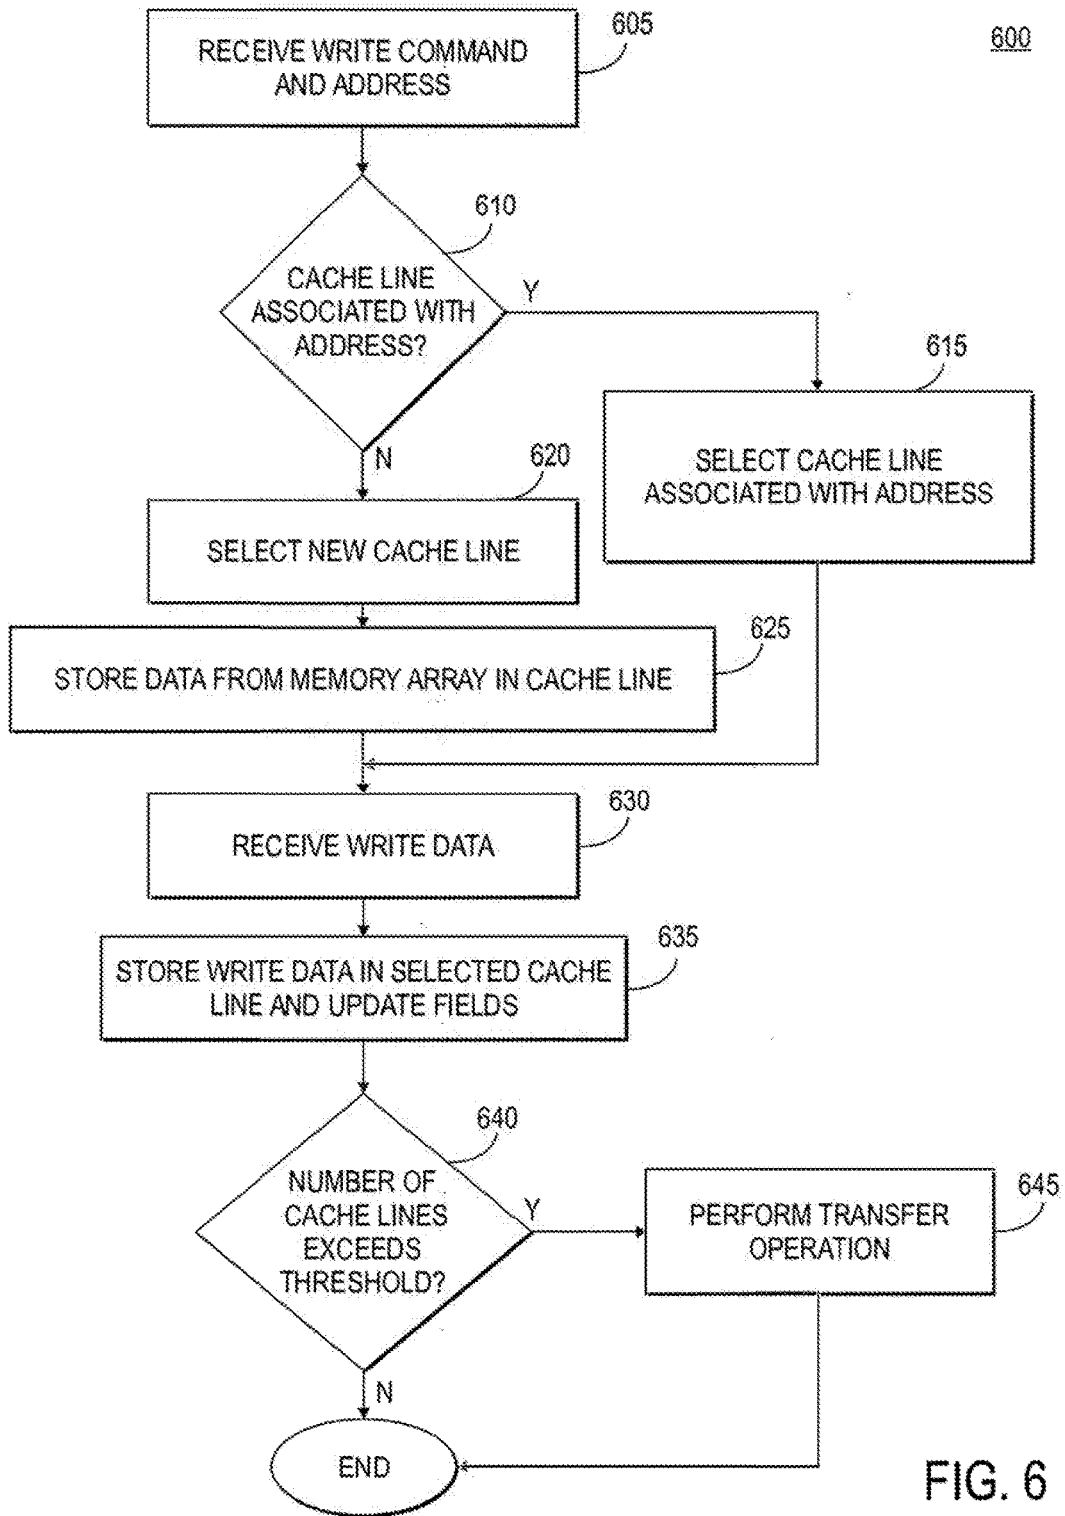 600
605
RECEIVE WRITE COMMAND
AND ADDRESS
610
CACHE LINE
ASSOCIATED WITH
ADDRESS?
Y
N
615
SELECT CACHE LINE
ASSOCIATED WITH ADDRESS
620
SELECT NEW CACHE LINE
625
STORE DATA FROM MEMORY ARRAY IN CACHE LINE
630
RECEIVE WRITE DATA
635
STORE WRITE DATA IN SELECTED CACHE
LINE AND UPDATE FIELDS
640
NUMBER OF
CACHE LINES
EXCEEDS
THRESHOLD?
Y
N
645
PERFORM TRANSFER
OPERATION
END
FIG. 6